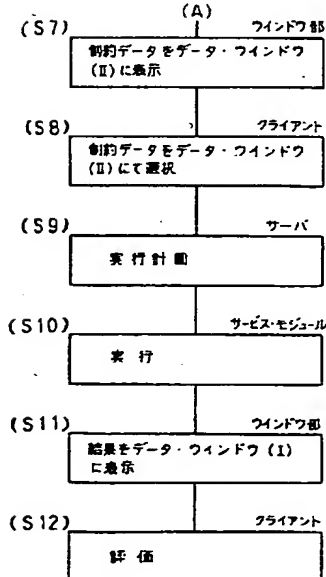 (A)
(S7) ウインドウ部
制約データをデータ・ウインドウ
(II)に表示
(S8) クライアント
制約データをデータ・ウインドウ
(II)にて選択
(S9) サーバ
実行計画
(S10) サービス・モジュール
実行
(S11) ウインドウ部
結果をデータ・ウインドウ(I)
に表示
(S12) クライアント
評価